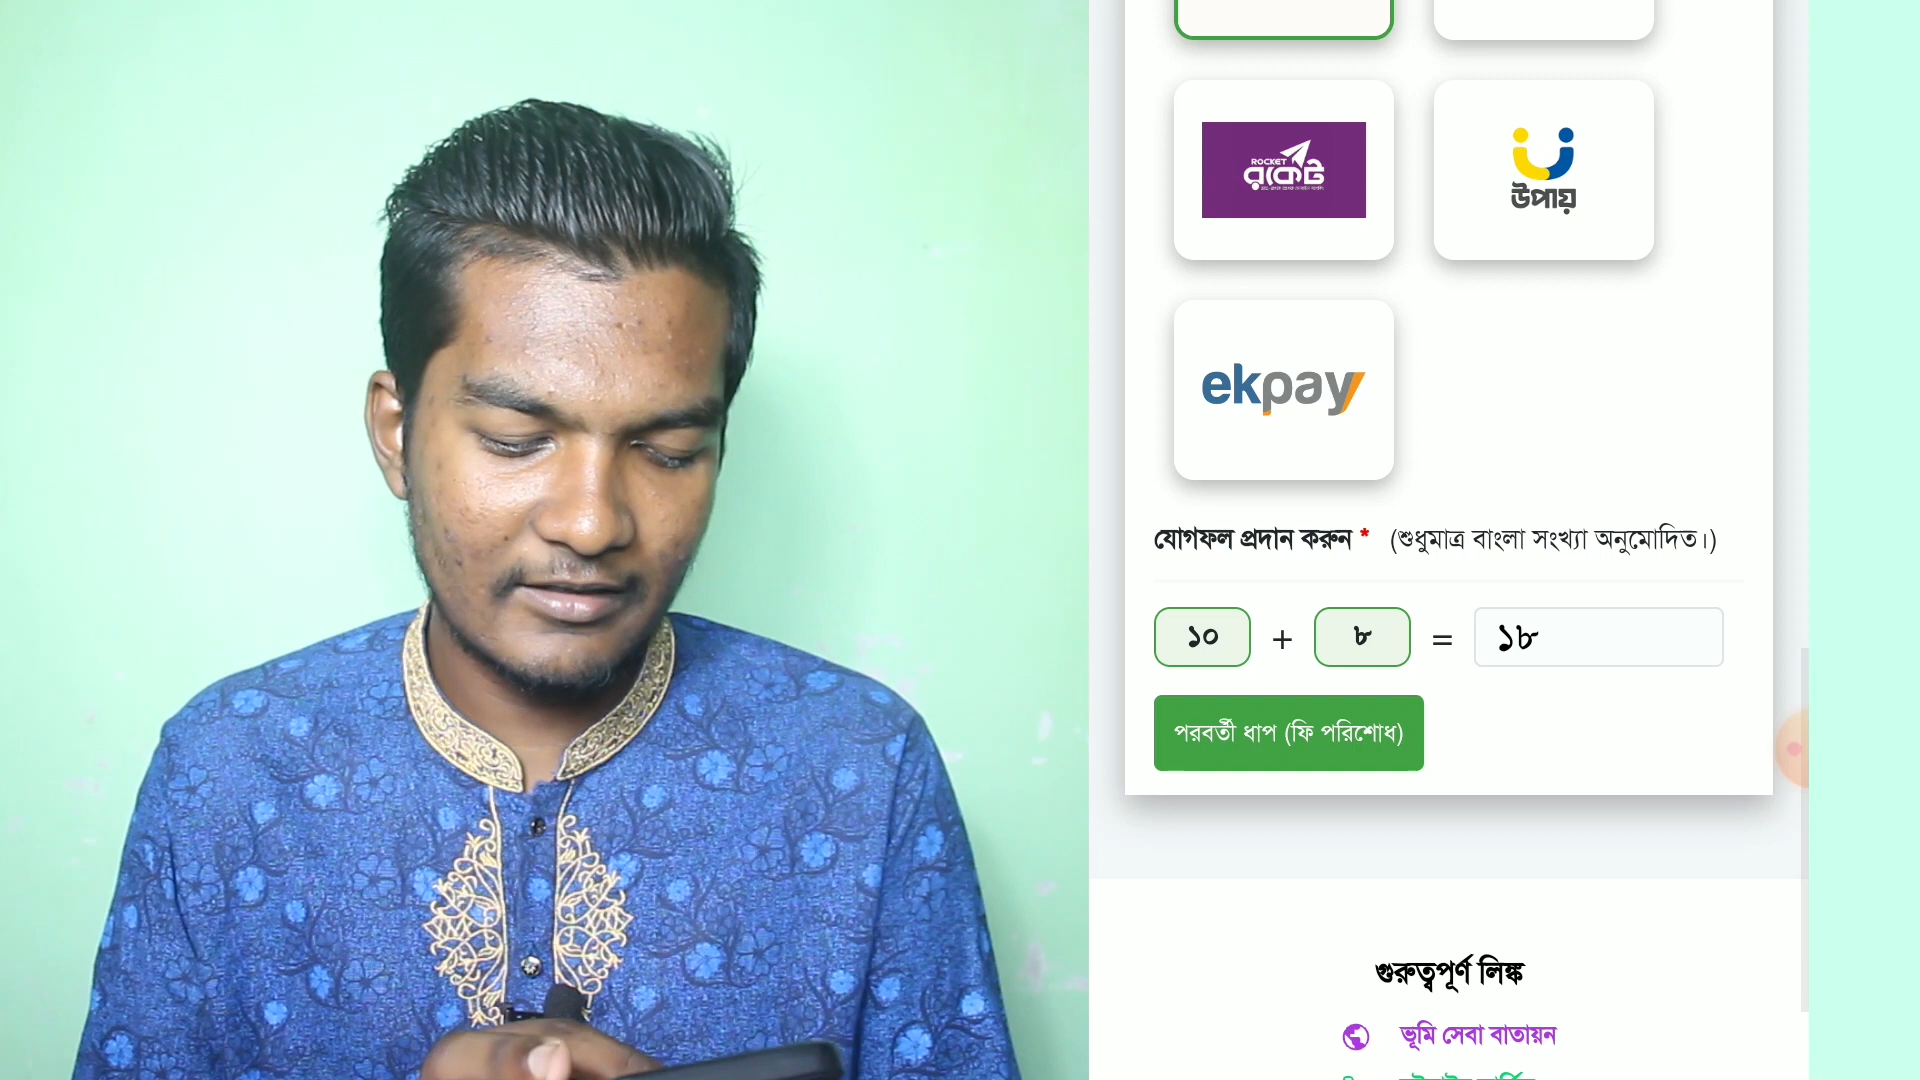 ROCKET
রকেট
উপায়
ekpay
যোগফল প্রদান করুন * (শুধুমাত্র বাংলা সংখ্যা অনুমোদিত।)
১০ + ৮ = ১৮
পরবর্তী ধাপ (ফি পরিশোধ)
গুরুত্বপূর্ণ লিঙ্ক
ভূমি সেবা বাতায়ন